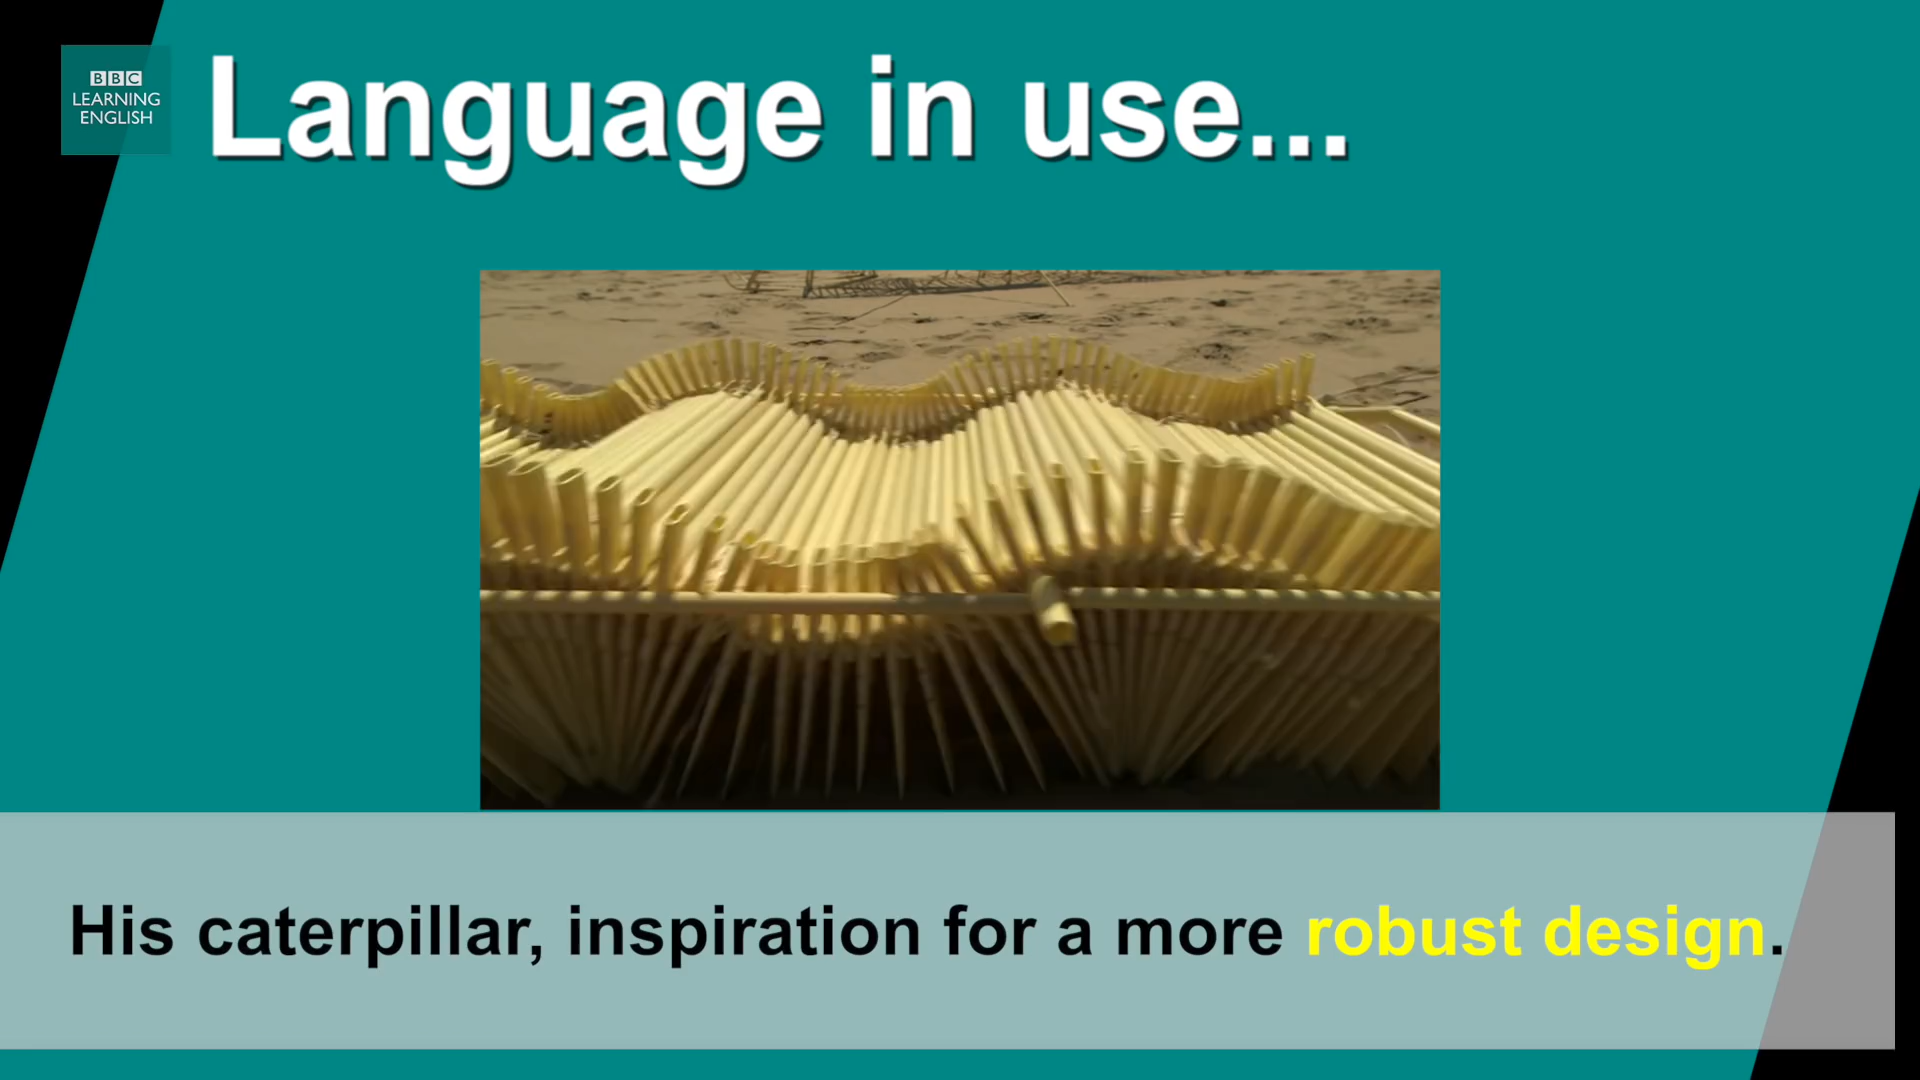 BBC
LEARNING
ENGLISH
Language in use...
His caterpillar, inspiration for a more robust design.